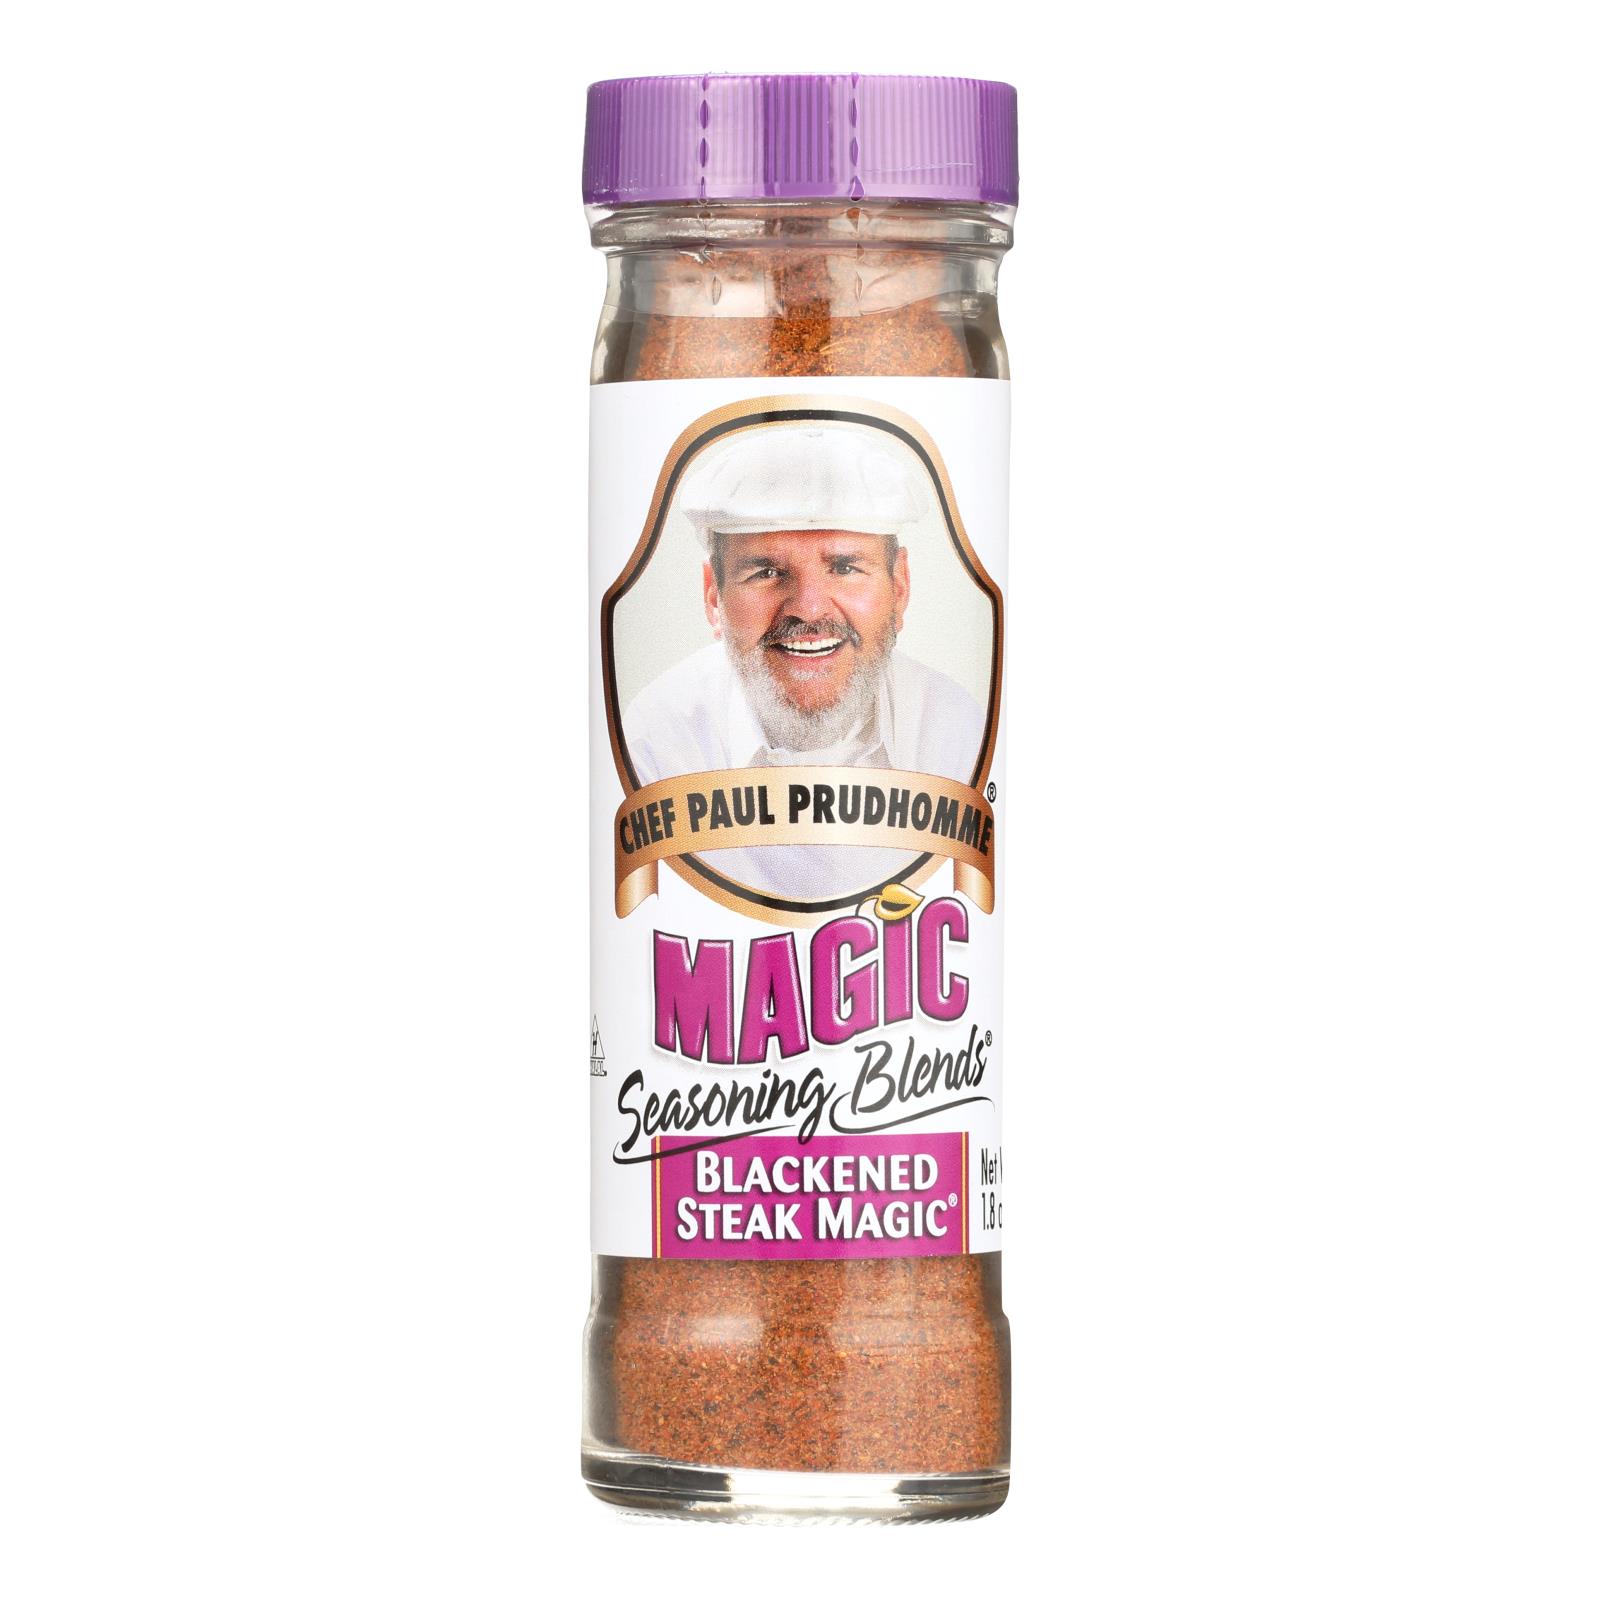 CHEF PAUL PRUDHOMME®
MAGIC
Seasoning Blends®
BLACKENED
STEAK MAGIC®
Net
1.8